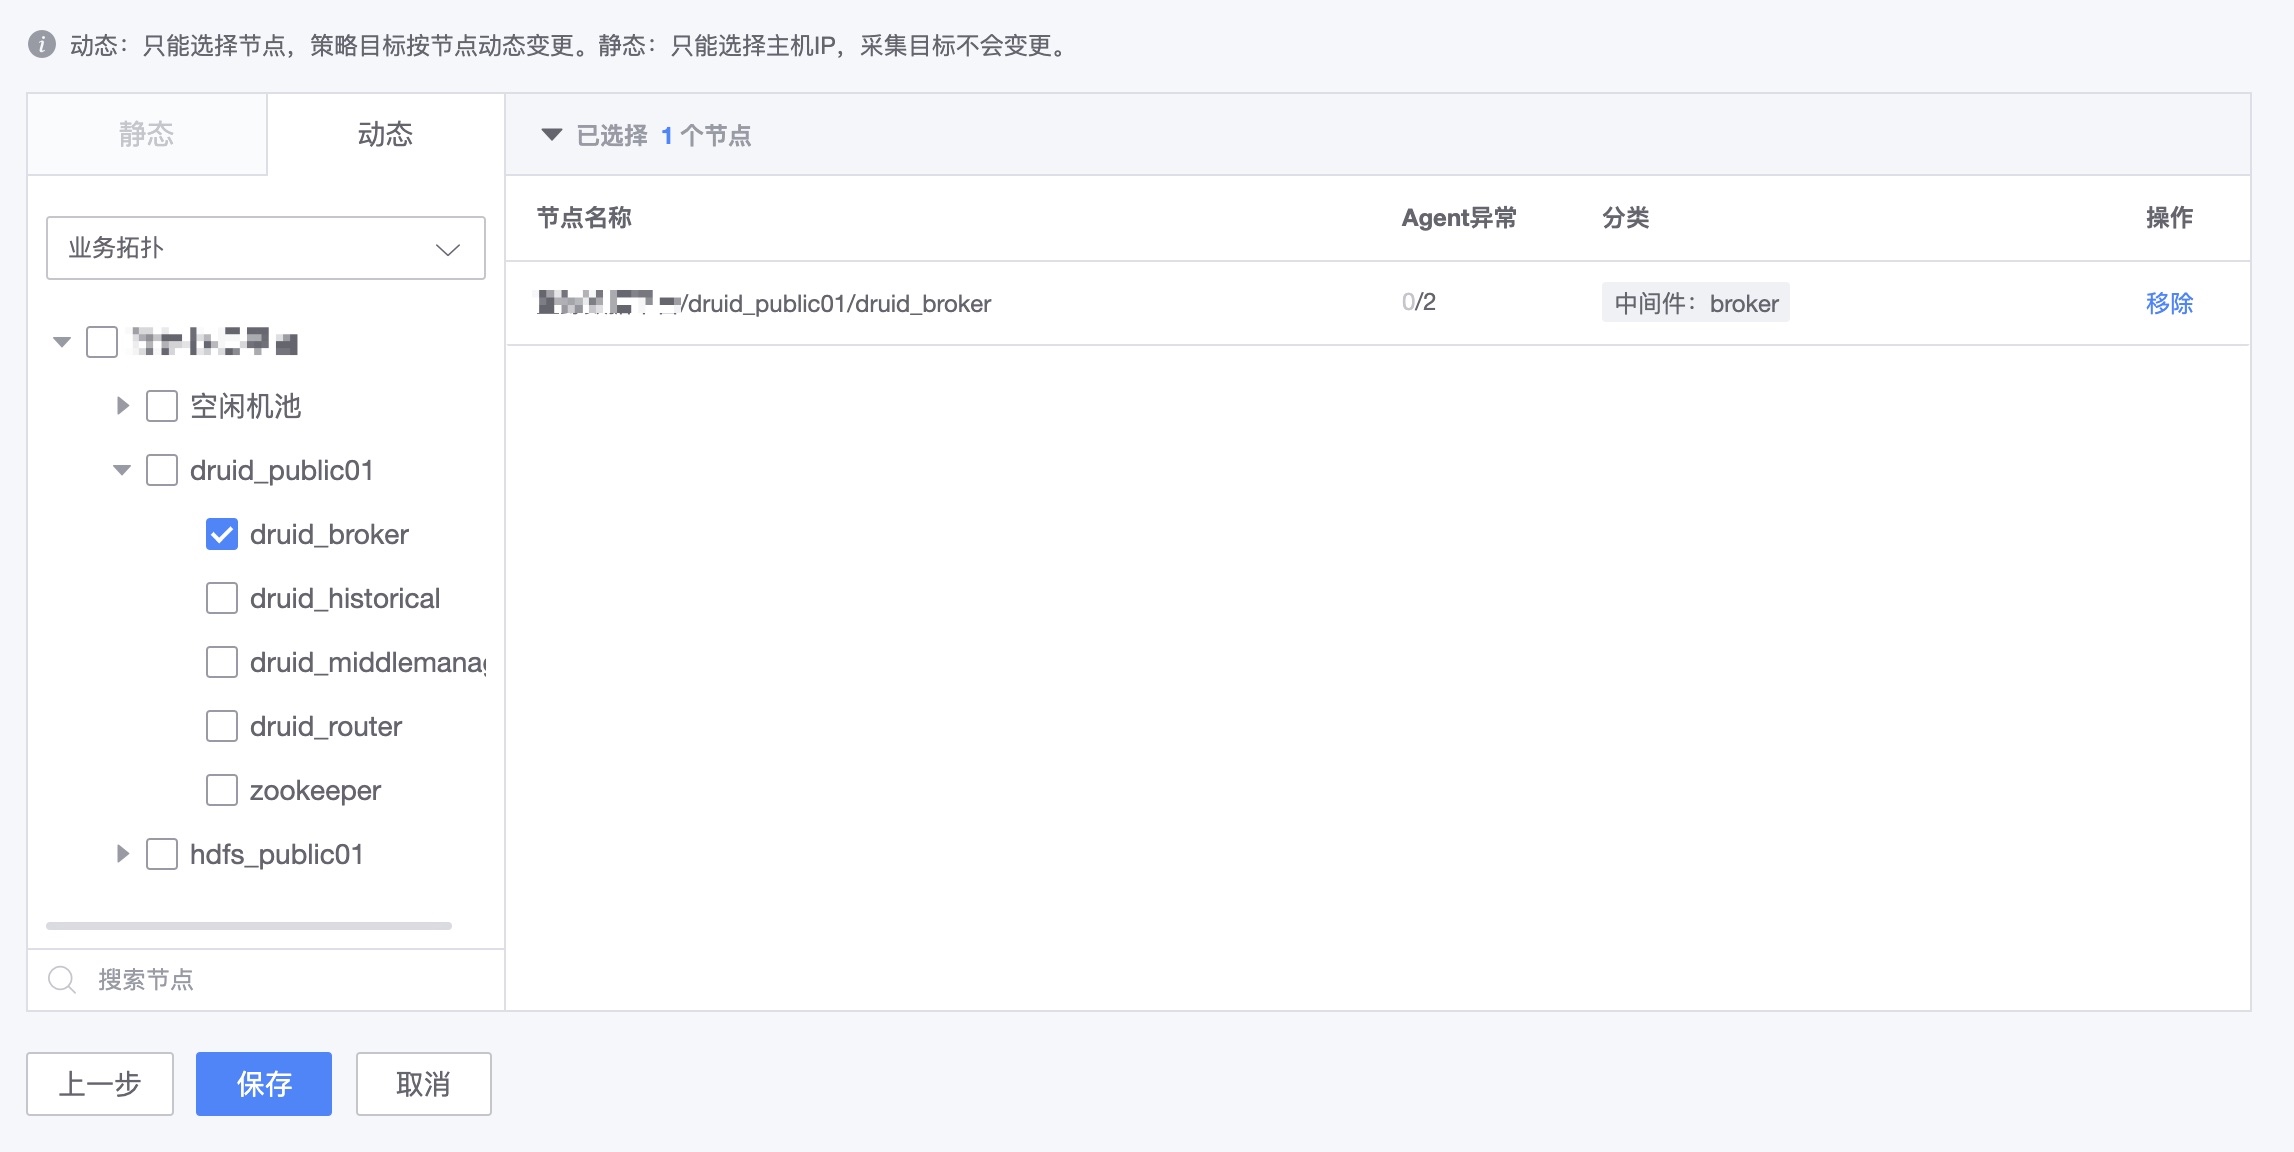 动态：只能选择节点，策略目标按节点动态变更。静态：只能选择主机IP，采集目标不会变更。
静态
动态
业务拓扑
空闲机池
druid_public01
druid_broker
druid_historical
druid_middlemana
druid_router
zookeeper
hdfs_public01
搜索节点
已选择 1 个节点
节点名称 Agent异常 分类 操作
/druid_public01/druid_broker 0/2 中间件：broker 移除
上一步 保存 取消